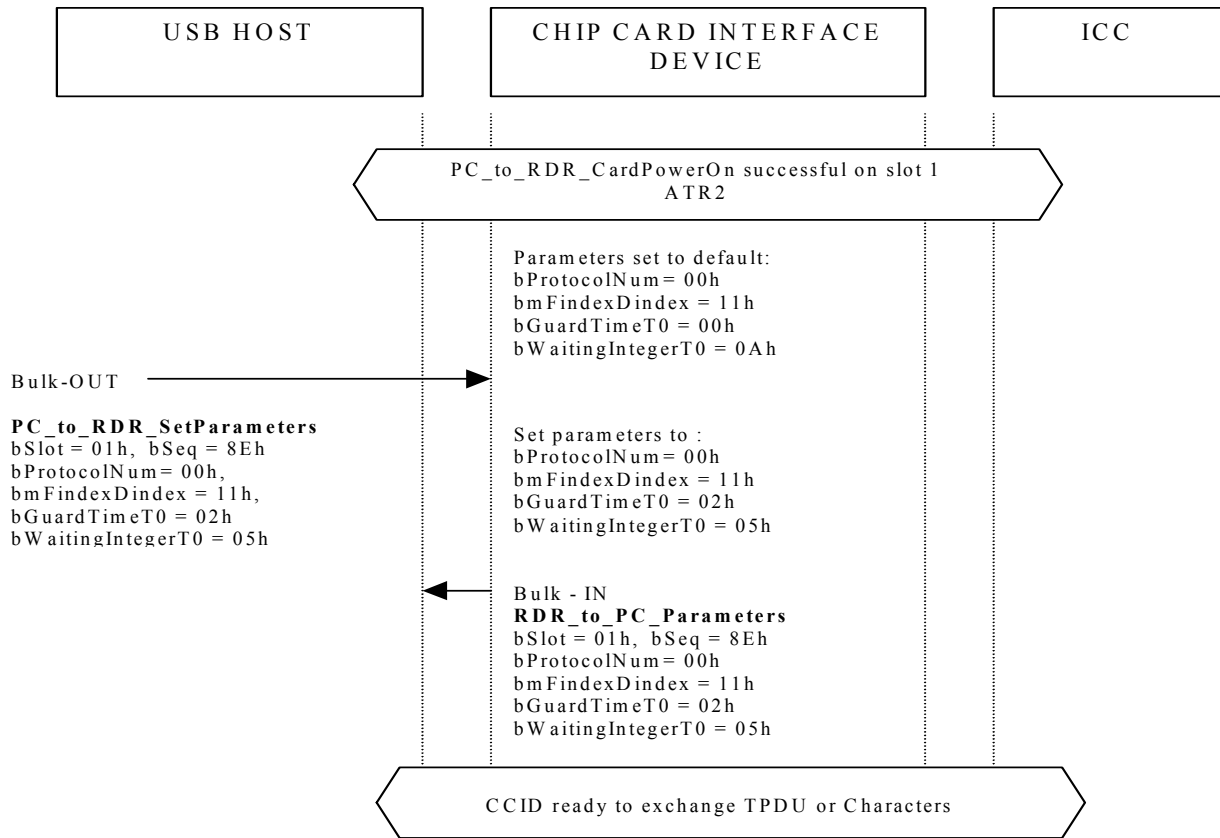 USB HOST
CHIP CARD INTERFACE
DEVICE
ICC
PC_to_RDR_CardPowerOn successful on slot 1
ATR2
Parameters set to default:
bProtocolNum= 00h
bmFindexDindex = 11h
bGuardTimeT0 = 00h
bWaitingIntegerT0 = 0Ah
Bulk-OUT
PC_to_RDR_SetParameters
bSlot = 01h, bSeq = 8Eh
bProtocolNum= 00h,
bmFindexDindex = 11h,
bGuardTimeT0 = 02h
bWaitingIntegerT0 = 05h
Set parameters to :
bProtocolNum= 00h
bmFindexDindex = 11h
bGuardTimeT0 = 02h
bWaitingIntegerT0 = 05h
Bulk - IN
RDR_to_PC_Parameters
bSlot = 01h, bSeq = 8Eh
bProtocolNum= 00h
bmFindexDindex = 11h
bGuardTimeT0 = 02h
bWaitingIntegerT0 = 05h
CCID ready to exchange TPDU or Characters